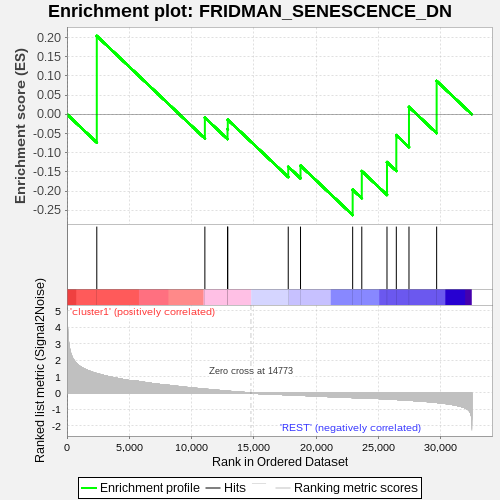 Enrichment plot: FRIDMAN_SENESCENCE_DN
Enrichment score (ES)
0.20
0.15
0.10
0.05
0.00
-0.05
-0.10
-0.15
-0.20
-0.25
'cluster1' (positively correlated)
Ranked list metric (Signal2Noise)
5
4
3
2
1
0
-1
-2
Zero cross at 14773
'REST' (negatively correlated)
0
5,000
10,000
15,000
20,000
25,000
30,000
Rank in Ordered Dataset
Enrichment profile
Hits
Ranking metric scores